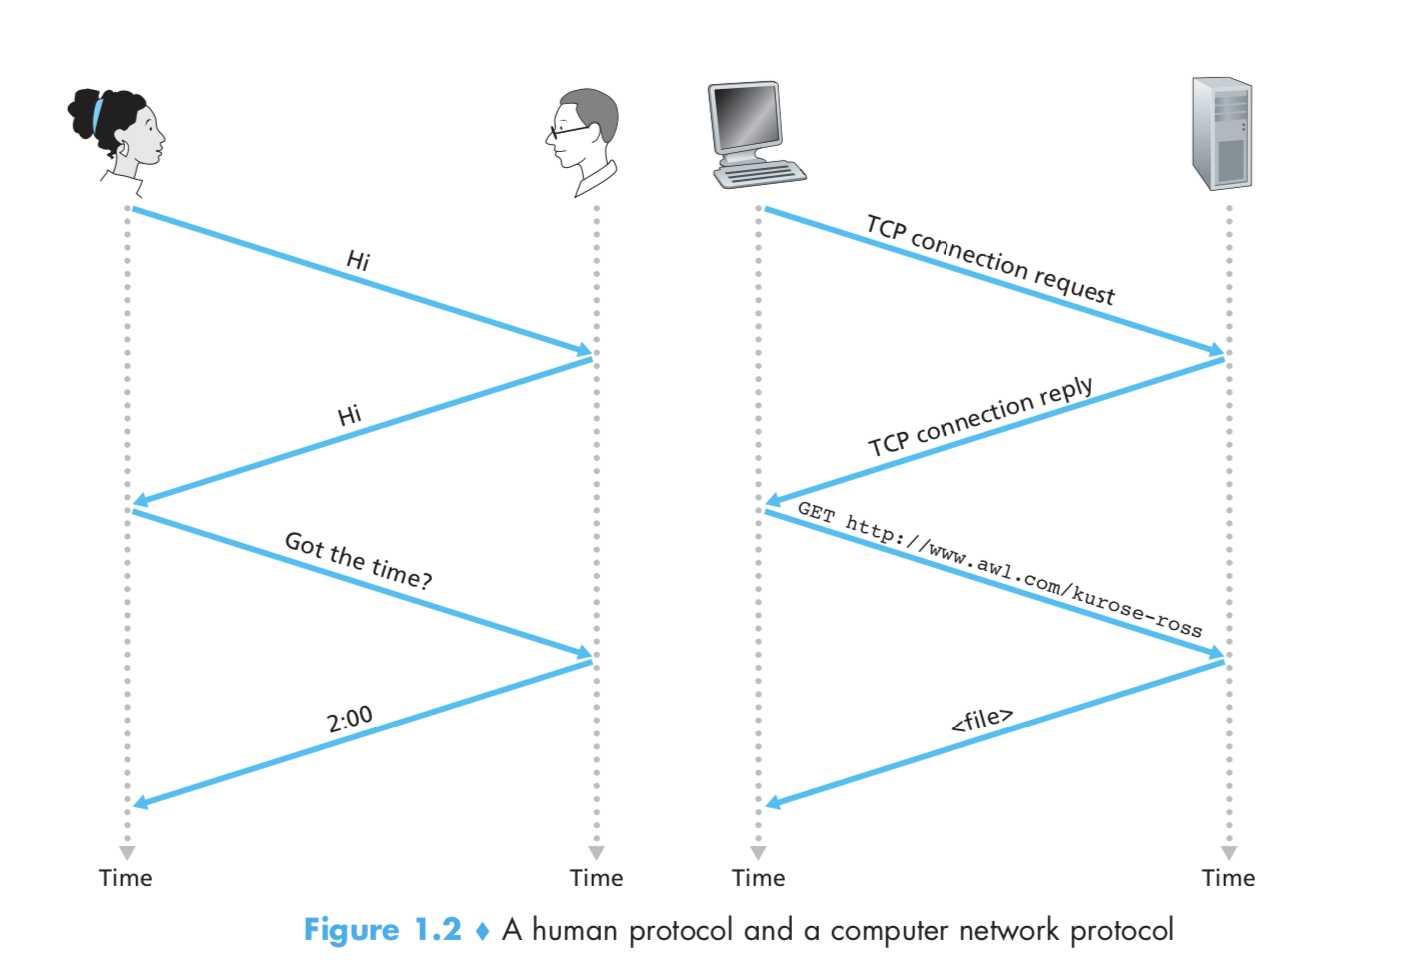 Hi
Hi
Got the time?
2:00
Time
Time
TCP connection request
TCP connection reply
GET http://www.awl.com/kurose-ross
<file>
Time
Time
Figure 1.2 ♦ A human protocol and a computer network protocol